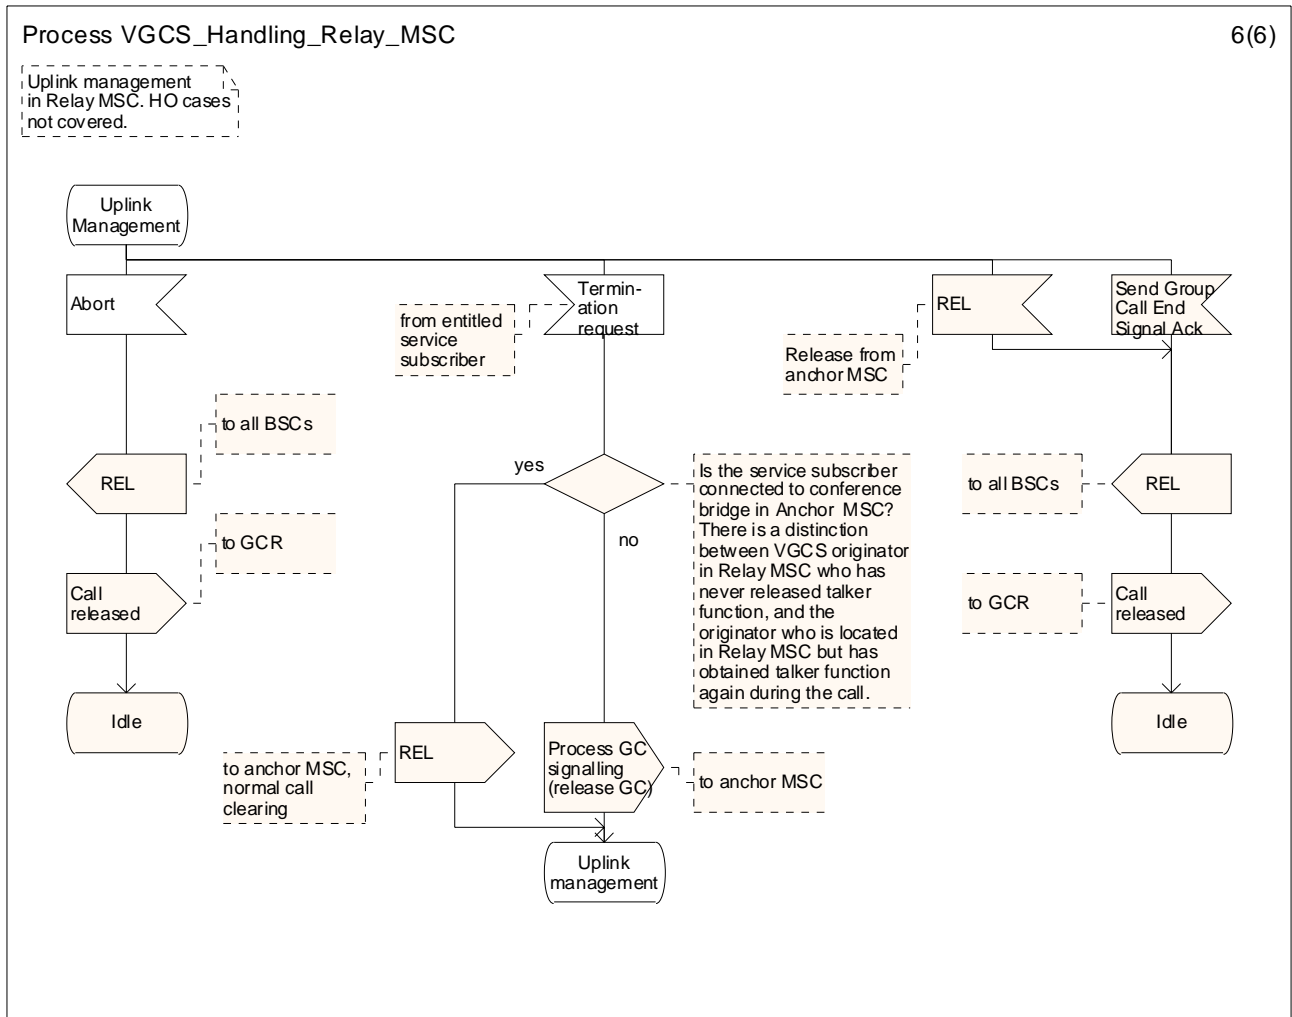 Process VGCS_Handling_Relay_MSC
6(6)
Uplink management
in Relay MSC. HO cases
not covered.
Uplink
Management
Abort
Termin-
ation
request
from entitled
service
subscriber
REL
Send Group
Call End
Signal Ack
Release from
anchor MSC
to all BSCs
REL
yes
no
Is the service subscriber
connected to conference
bridge in Anchor MSC?
There is a distinction
between VGCS originator
in Relay MSC who has
never released talker
function, and the
originator who is located
in Relay MSC but has
obtained talker function
again during the call.
to all BSCs
REL
to GCR
Call
released
to GCR
Call
released
Idle
REL
to anchor MSC,
normal call
clearing
Process GC
signalling
(release GC)
to anchor MSC
Idle
Uplink
management